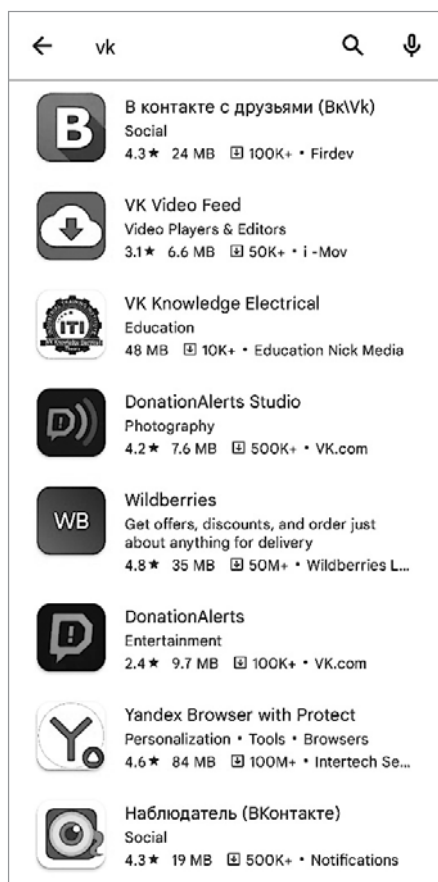 vk
В контакте с друзьями (Вк\Vk)
Social
4.3★ 24 MB 100K+ • Firdev
VK Video Feed
Video Players & Editors
3.1★ 6.6 MB 50K+ • i -Mov
ITI
VK Knowledge Electrical
Education
48 MB 10K+ • Education Nick Media
DonationAlerts Studio
Photography
4.2★ 7.6 MB 500K+ • VK.com
WB
Wildberries
Get offers, discounts, and order just
about anything for delivery
4.8★ 35 MB 50M+ • Wildberries L...
DonationAlerts
Entertainment
2.4★ 9.7 MB 100K+ • VK.com
Yandex Browser with Protect
Personalization • Tools • Browsers
4.6★ 84 MB 100M+ • Intertech Se...
Наблюдатель (ВКонтакте)
Social
4.3★ 19 MB 500K+ • Notifications